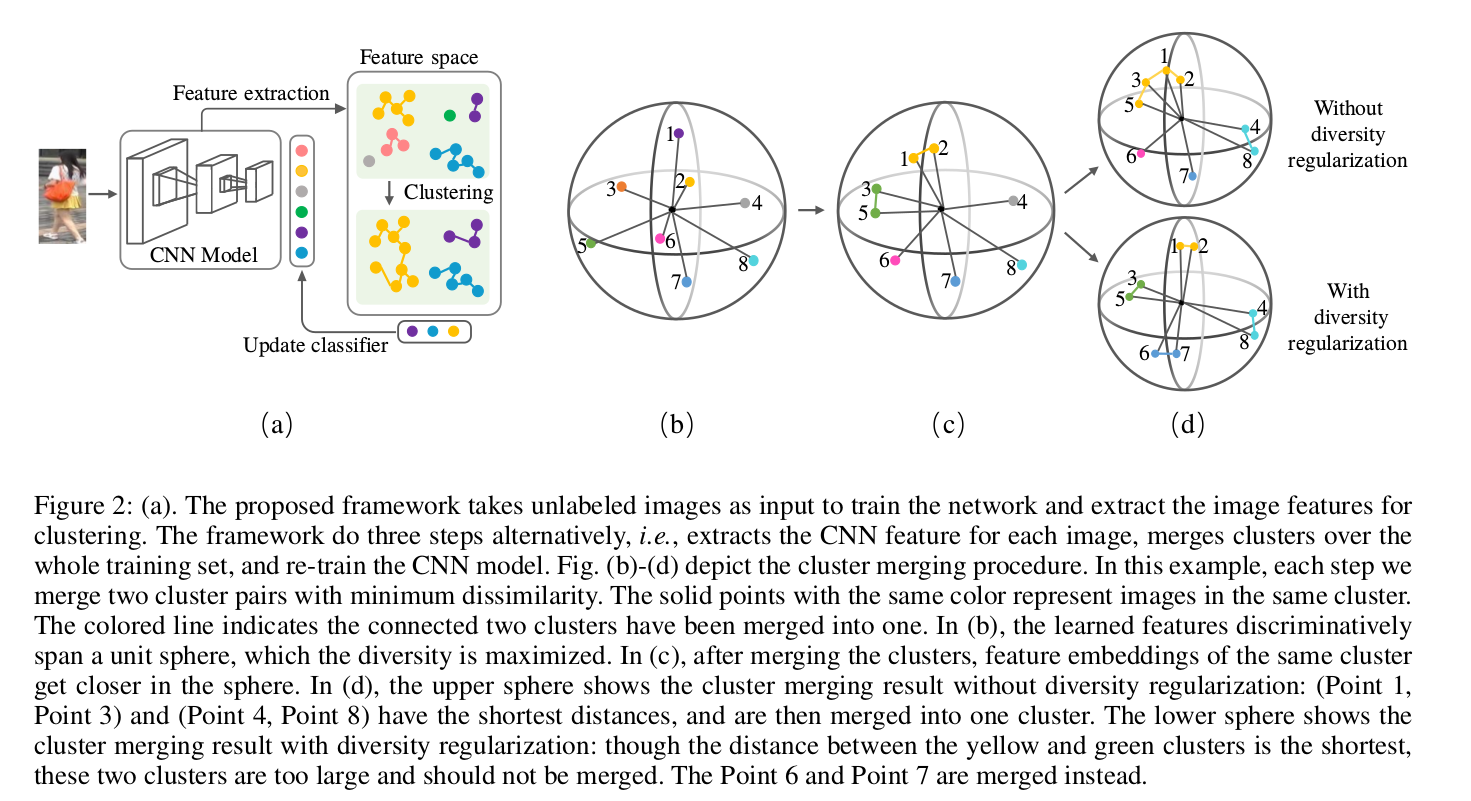 Feature space
Feature extraction
Clustering
CNN Model
Update classifier
(a)
1
2
3
4
5
6
7
8
(b)
1
2
3
4
5
6
7
8
(c)
1
2
3
4
5
6
7
8
Without
diversity
regularization
1
2
3
4
5
6
7
8
With
diversity
regularization
(d)
Figure 2: (a). The proposed framework takes unlabeled images as input to train the network and extract the image features for
clustering. The framework do three steps alternatively, i.e., extracts the CNN feature for each image, merges clusters over the
whole training set, and re-train the CNN model. Fig. (b)-(d) depict the cluster merging procedure. In this example, each step we
merge two cluster pairs with minimum dissimilarity. The solid points with the same color represent images in the same cluster.
The colored line indicates the connected two clusters have been merged into one. In (b), the learned features discriminatively
span a unit sphere, which the diversity is maximized. In (c), after merging the clusters, feature embeddings of the same cluster
get closer in the sphere. In (d), the upper sphere shows the cluster merging result without diversity regularization: (Point 1,
Point 3) and (Point 4, Point 8) have the shortest distances, and are then merged into one cluster. The lower sphere shows the
cluster merging result with diversity regularization: though the distance between the yellow and green clusters is the shortest,
these two clusters are too large and should not be merged. The Point 6 and Point 7 are merged instead.